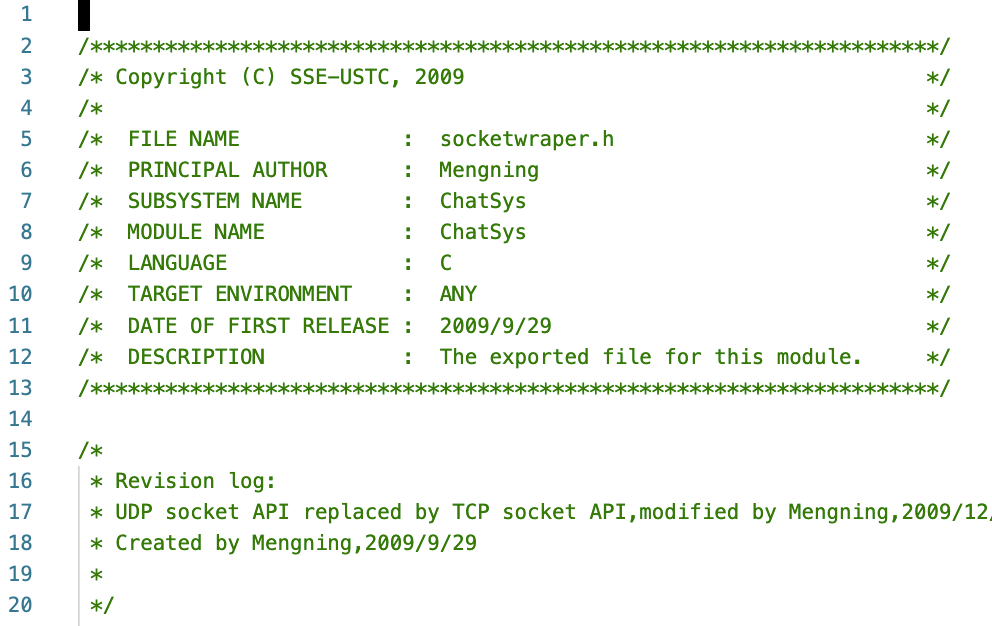 1
2 /********************************************************************/
3 /* Copyright (C) SSE-USTC, 2009                                     */
4 /*                                                                  */
5 /*  FILE NAME             :  socketwraper.h                         */
6 /*  PRINCIPAL AUTHOR      :  Mengning                               */
7 /*  SUBSYSTEM NAME        :  ChatSys                                */
8 /*  MODULE NAME           :  ChatSys                                */
9 /*  LANGUAGE              :  C                                      */
10 /*  TARGET ENVIRONMENT    :  ANY                                    */
11 /*  DATE OF FIRST RELEASE :  2009/9/29                              */
12 /*  DESCRIPTION           :  The exported file for this module.     */
13 /********************************************************************/
14
15 /*
16  * Revision log:
17  * UDP socket API replaced by TCP socket API,modified by Mengning,2009/12/
18  * Created by Mengning,2009/9/29
19  *
20  */